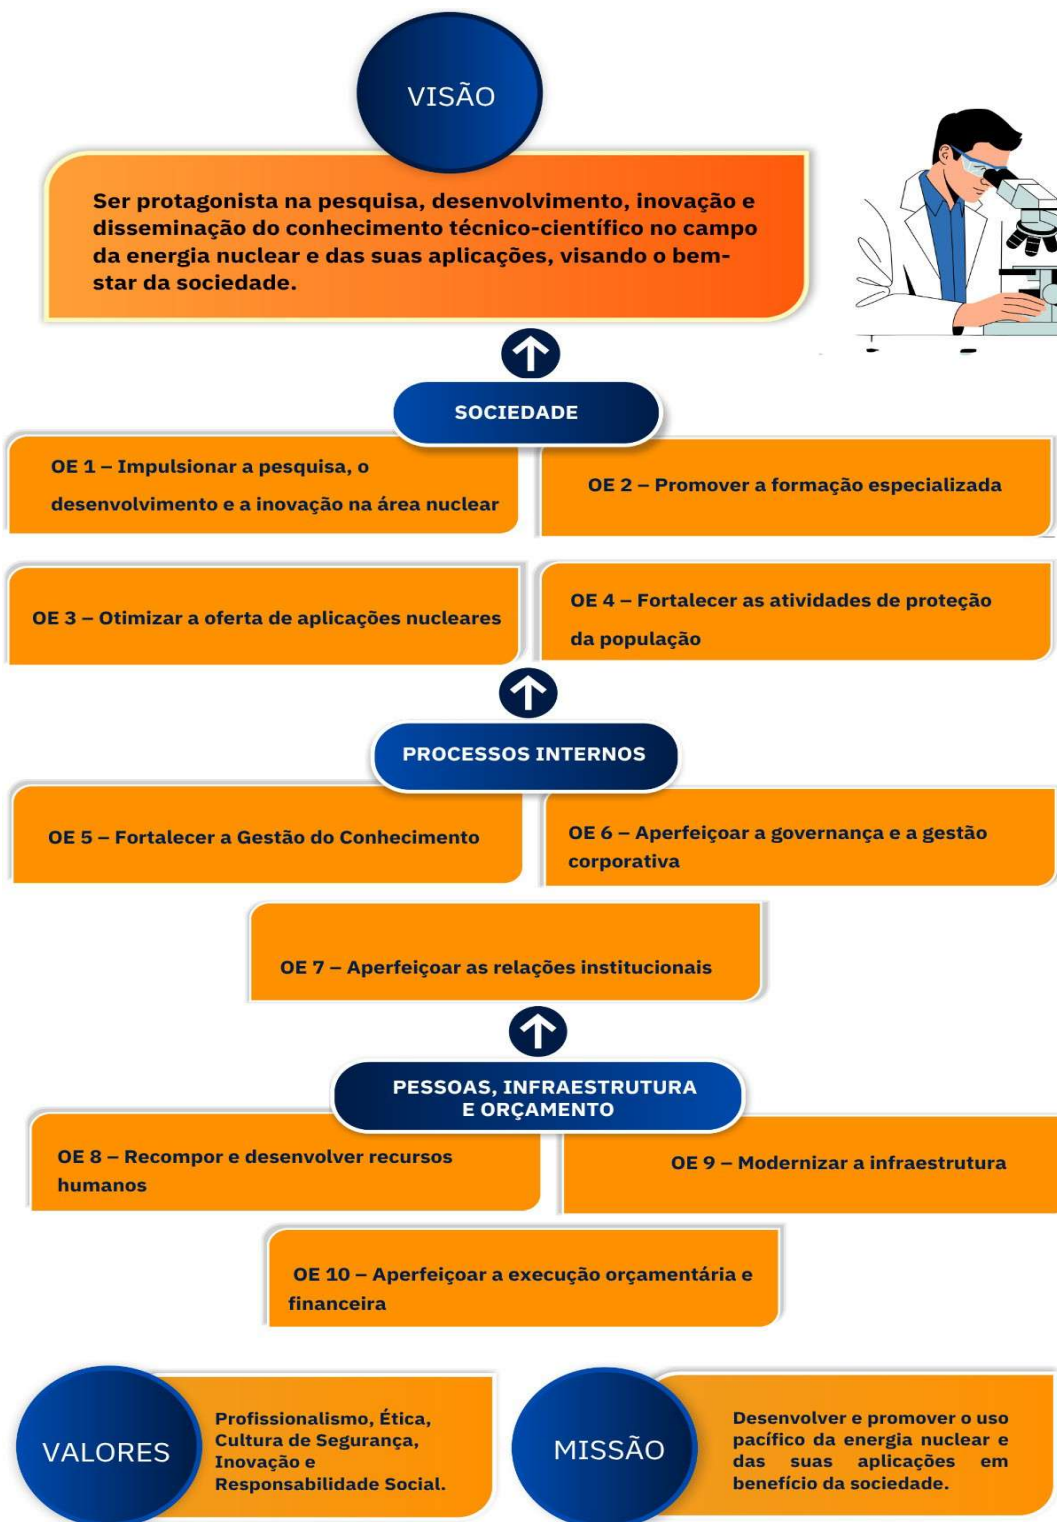 VISÃO
Ser protagonista na pesquisa, desenvolvimento, inovação e
disseminação do conhecimento técnico-científico no campo
da energia nuclear e das suas aplicações, visando o bem-
star da sociedade.
SOCIEDADE
OE 1 – Impulsionar a pesquisa, o
desenvolvimento e a inovação na área nuclear
OE 2 – Promover a formação especializada
OE 3 – Otimizar a oferta de aplicações nucleares
OE 4 – Fortalecer as atividades de proteção
da população
PROCESSOS INTERNOS
OE 5 – Fortalecer a Gestão do Conhecimento
OE 6 – Aperfeiçoar a governança e a gestão
corporativa
OE 7 – Aperfeiçoar as relações institucionais
PESSOAS, INFRAESTRUTURA
E ORÇAMENTO
OE 8 – Recompor e desenvolver recursos
humanos
OE 9 – Modernizar a infraestrutura
OE 10 – Aperfeiçoar a execução orçamentária e
financeira
VALORES
Profissionalismo, Ética,
Cultura de Segurança,
Inovação e
Responsabilidade Social.
MISSÃO
Desenvolver e promover o uso
pacífico da energia nuclear e
das suas aplicações em
benefício da sociedade.